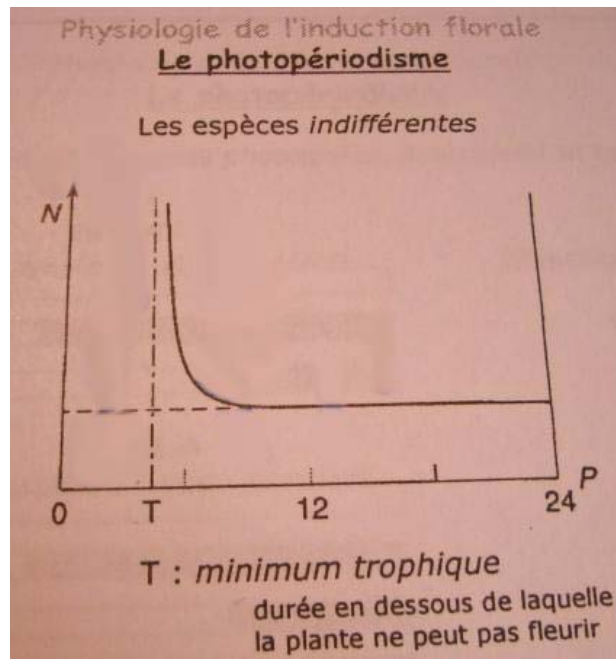 Physiologie de l'induction florale
Le photopériodisme
Les espèces indifférentes
N
P
0 T 12 24
T : minimum trophique
durée en dessous de laquelle
la plante ne peut pas fleurir